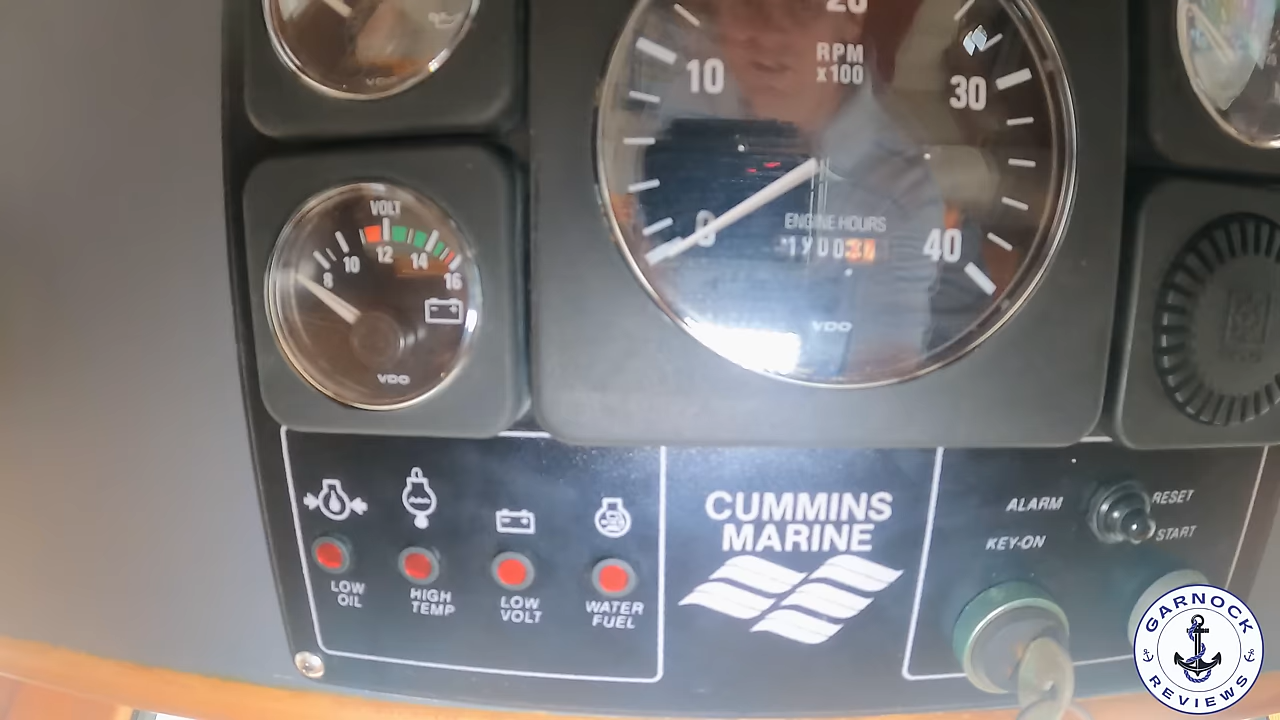 20
RPM
x100
10
30
0
40
ENGINE HOURS
VDO
VDO
VOLT
8
10
12
14
16
VDO
LOW
OIL
HIGH
TEMP
LOW
VOLT
WATER
FUEL
CUMMINS
MARINE
ALARM
RESET
START
KEY-ON
GARNOCK
REVIEWS